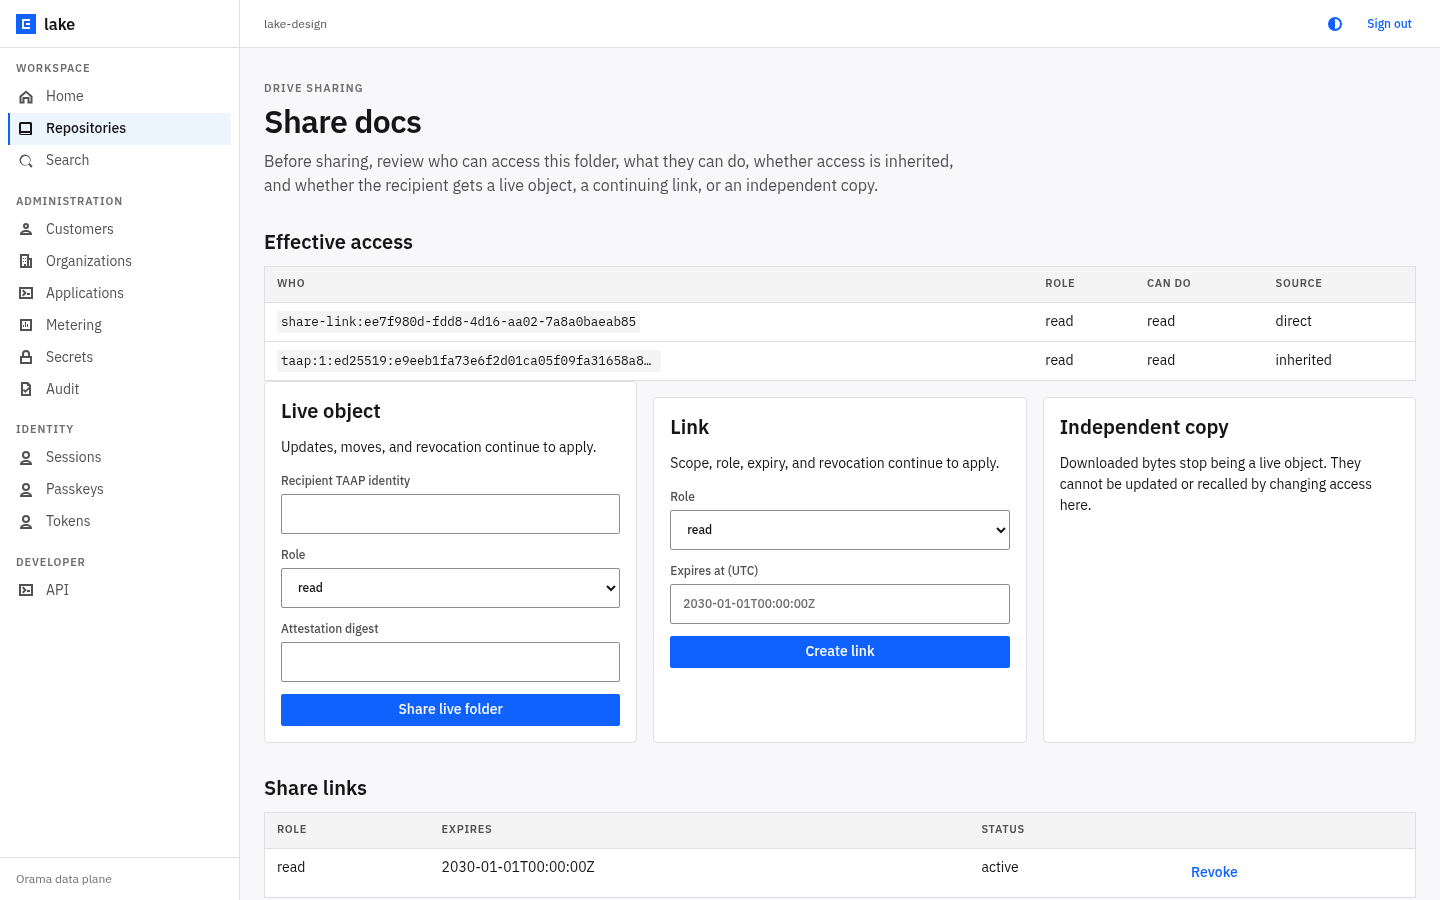 lake
lake-design
Sign out
WORKSPACE
Home
Repositories
Search
ADMINISTRATION
Customers
Organizations
Applications
Metering
Secrets
Audit
IDENTITY
Sessions
Passkeys
Tokens
DEVELOPER
API
Orama data plane
DRIVE SHARING
Share docs
Before sharing, review who can access this folder, what they can do, whether access is inherited,
and whether the recipient gets a live object, a continuing link, or an independent copy.
Effective access
WHO ROLE CAN DO SOURCE
share-link:ee7f980d-fdd8-4d16-aa02-7a8a0baeab85 read read direct
taap:1:ed25519:e9eeb1fa73e6f2d01ca05f09fa31658a8… read read inherited
Live object
Updates, moves, and revocation continue to apply.
Recipient TAAP identity
Role
read
Attestation digest
Share live folder
Link
Scope, role, expiry, and revocation continue to apply.
Role
read
Expires at (UTC)
2030-01-01T00:00:00Z
Create link
Independent copy
Downloaded bytes stop being a live object. They
cannot be updated or recalled by changing access
here.
Share links
ROLE EXPIRES STATUS
read 2030-01-01T00:00:00Z active Revoke